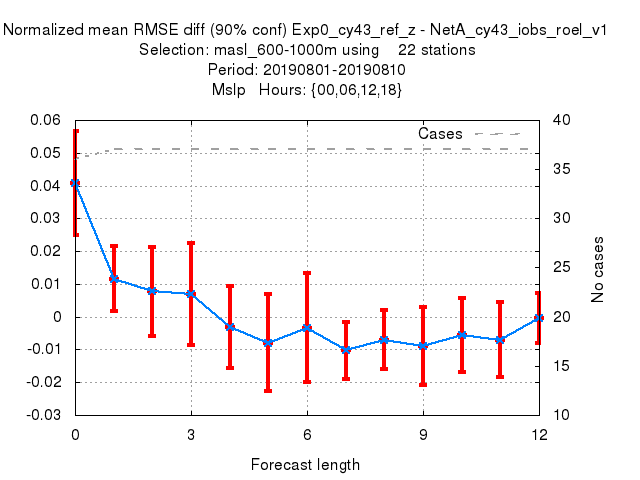 Normalized mean RMSE diff (90% conf) Exp0_cy43_ref_z - NetA_cy43_iobs_roel_v1
Selection: masl_600-1000m using    22 stations
Period: 20190801-20190810
Mslp   Hours: {00,06,12,18}
Cases
0.06
0.05
0.04
0.03
0.02
0.01
0
-0.01
-0.02
-0.03
40
35
30
25
20
15
10
No cases
0 3 6 9 12
Forecast length